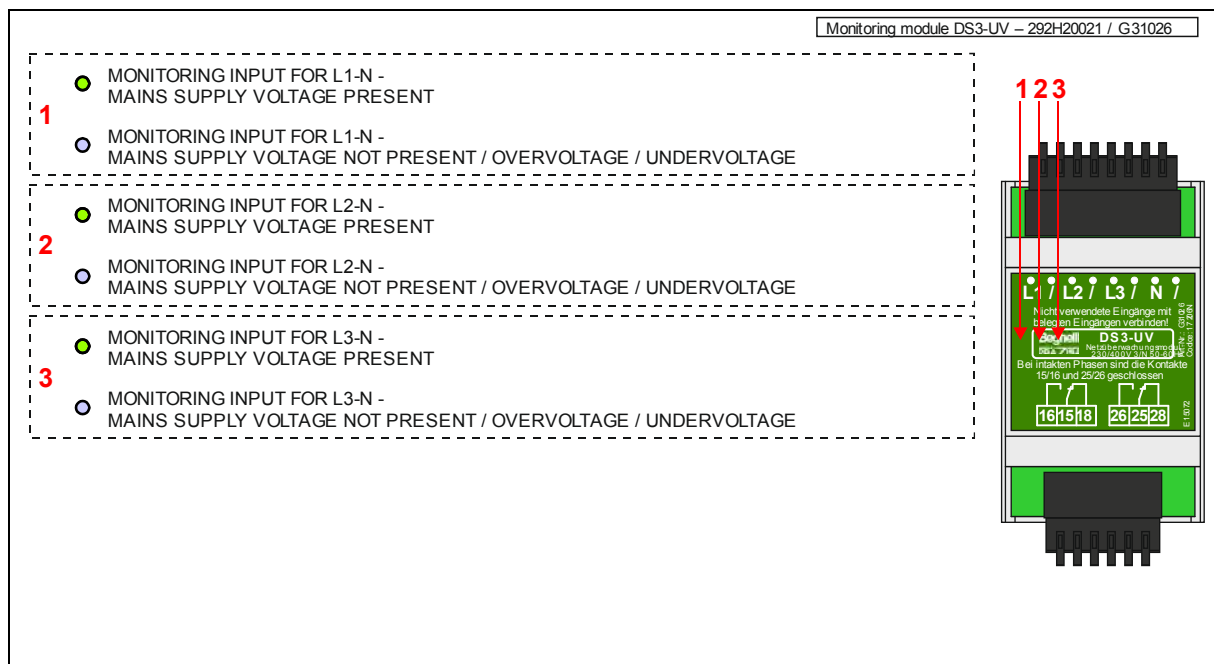 Monitoring module DS3-UV – 292H20021 / G31026
1
MONITORING INPUT FOR L1-N -
MAINS SUPPLY VOLTAGE PRESENT
MONITORING INPUT FOR L1-N -
MAINS SUPPLY VOLTAGE NOT PRESENT / OVERVOLTAGE / UNDERVOLTAGE
2
MONITORING INPUT FOR L2-N -
MAINS SUPPLY VOLTAGE PRESENT
MONITORING INPUT FOR L2-N -
MAINS SUPPLY VOLTAGE NOT PRESENT / OVERVOLTAGE / UNDERVOLTAGE
3
MONITORING INPUT FOR L3-N -
MAINS SUPPLY VOLTAGE PRESENT
MONITORING INPUT FOR L3-N -
MAINS SUPPLY VOLTAGE NOT PRESENT / OVERVOLTAGE / UNDERVOLTAGE
1 2 3
L1 / L2 / L3 / N /
Nicht verwendete Eingänge mit
belegten Eingängen verbinden!
DS3-UV
Netzüberwachungsmodul
230/400V 3/N 50-60
Bei intakten Phasen sind die Kontakte
15/16 und 25/26 geschlossen
16 15 18 26 25 28
G31026
E15072